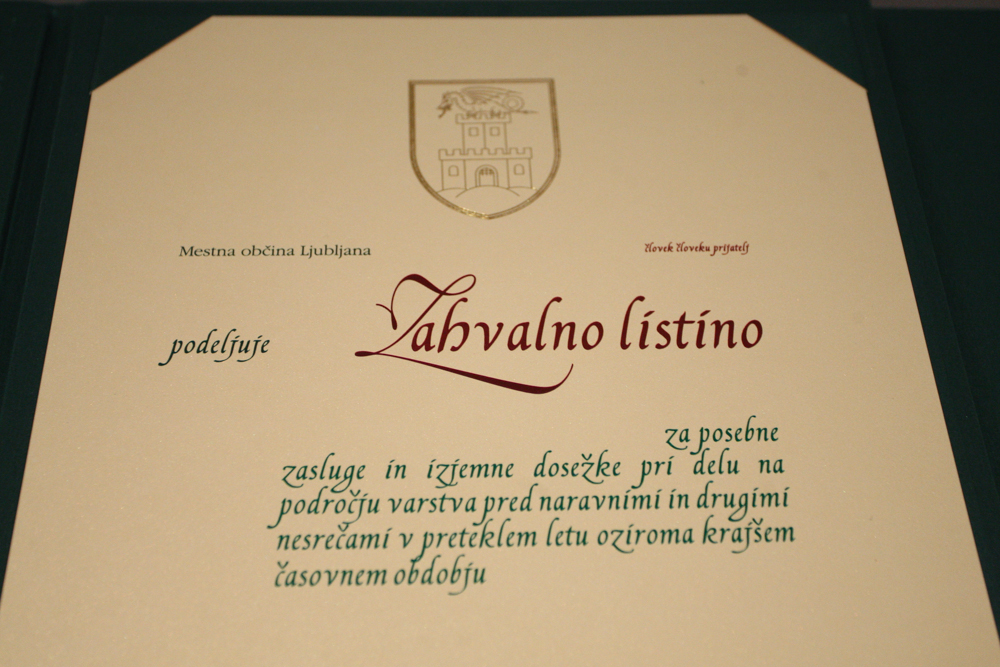 Mestna občina Ljubljana
človek človeku prijatelj
podeljuje
Zahvalno listino
za posebne
zasluge in izjemne dosežke pri delu na
področju varstva pred naravnimi in drugimi
nesrečami v preteklem letu oziroma krajšem
časovnem obdobju